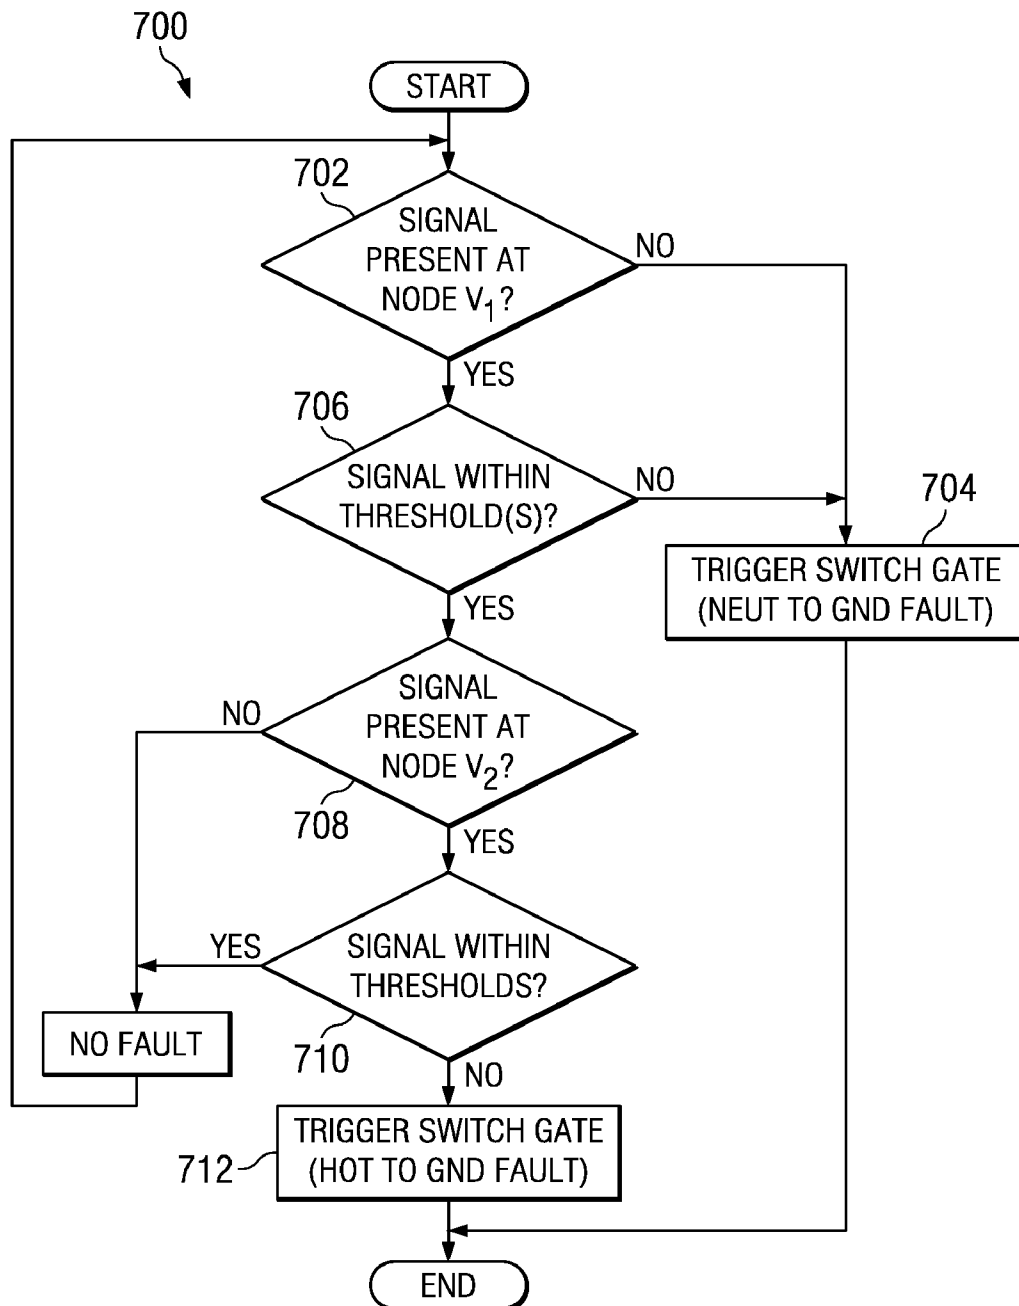 700
START
702
SIGNAL
PRESENT AT
NODE V1?
NO
YES
706
SIGNAL WITHIN
THRESHOLD(S)?
NO
704
TRIGGER SWITCH GATE
(NEUT TO GND FAULT)
YES
SIGNAL
PRESENT AT
NODE V2?
NO
708
YES
SIGNAL WITHIN
THRESHOLDS?
YES
710
NO FAULT
NO
TRIGGER SWITCH GATE
(HOT TO GND FAULT)
712
END